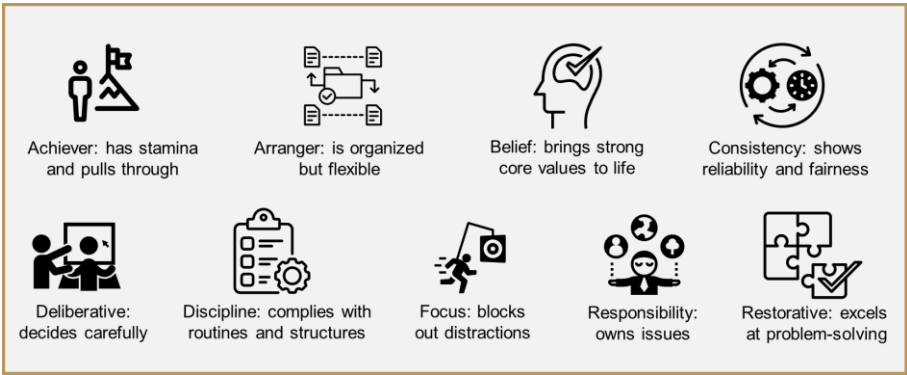 Achiever: has stamina
and pulls through
Arranger: is organized
but flexible
Belief: brings strong
core values to life
Consistency: shows
reliability and fairness
Deliberative:
decides carefully
Discipline: complies with
routines and structures
Focus: blocks
out distractions
Responsibility:
owns issues
Restorative: excels
at problem-solving